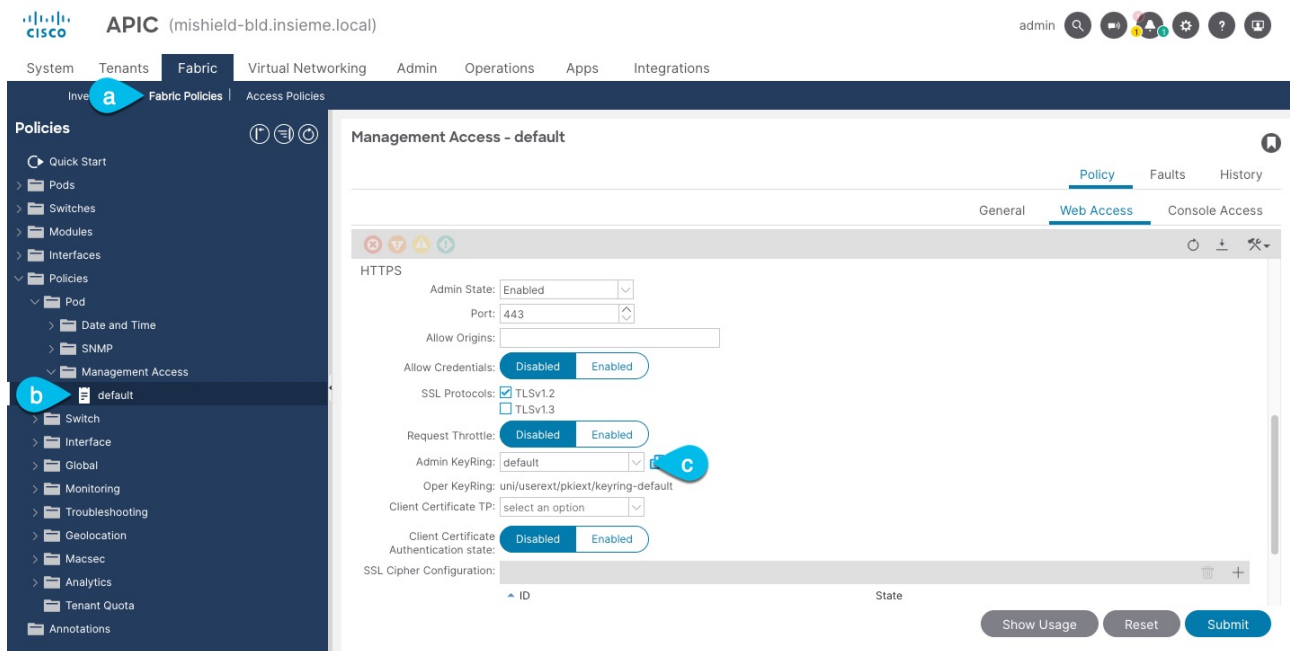 CISCO APIC (mishield-bld.insieme.local) admin 1 1 ?
System Tenants Fabric Virtual Networking Admin Operations Apps Integrations
Inve a Fabric Policies Access Policies
Policies
Quick Start
Pods
Switches
Modules
Interfaces
Policies
Pod
Date and Time
SNMP
Management Access
b default
Switch
Interface
Global
Monitoring
Troubleshooting
Geolocation
Macsec
Analytics
Tenant Quota
Annotations
Management Access - default
Policy Faults History
General Web Access Console Access
HTTPS
Admin State: Enabled
Port: 443
Allow Origins:
Allow Credentials: Disabled Enabled
SSL Protocols: TLSv1.2
TLSv1.3
Request Throttle: Disabled Enabled
Admin KeyRing: default c
Oper KeyRing: uni/userext/pkiext/keyring-default
Client Certificate TP: select an option
Client Certificate
Authentication state: Disabled Enabled
SSL Cipher Configuration:
ID State
Show Usage Reset Submit